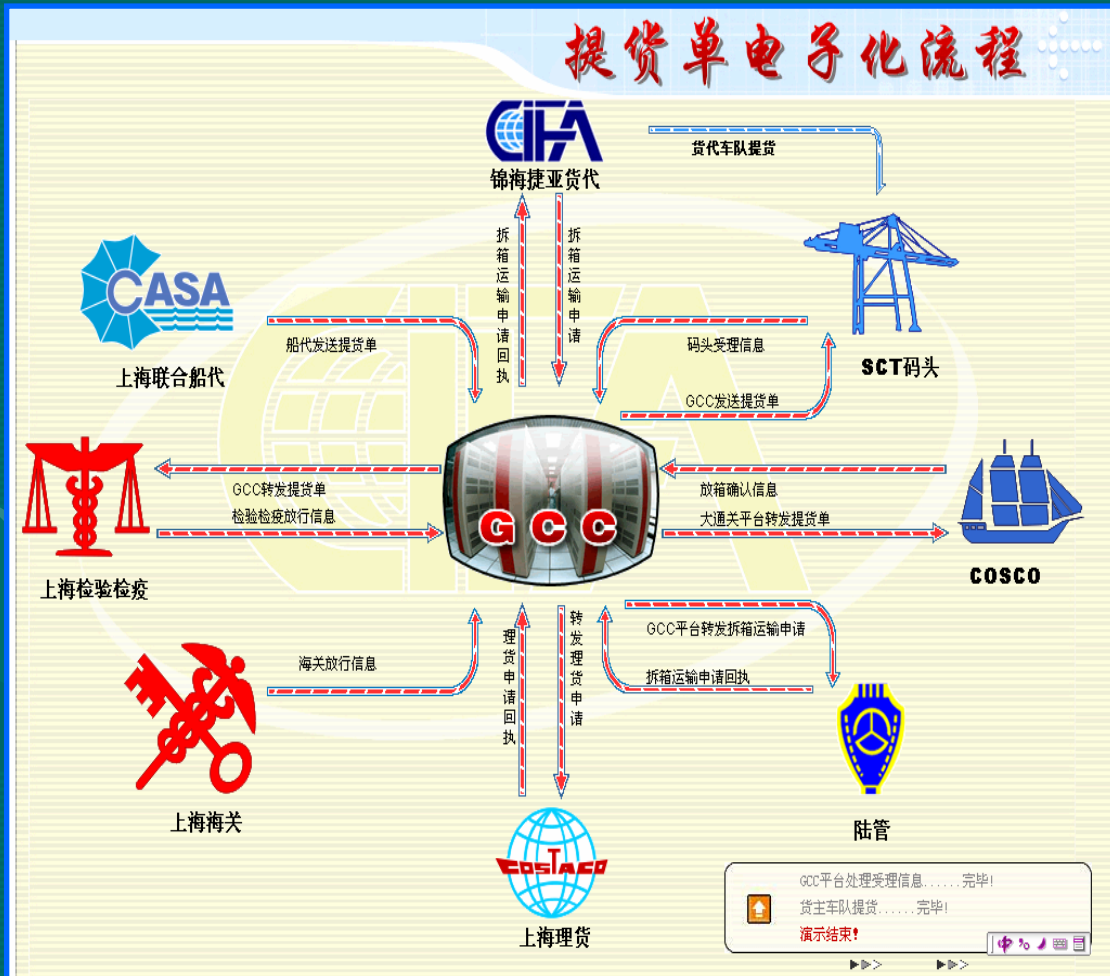 提货单电子化流程
CIFA
锦海捷亚货代
货代车队提货
拆箱运输申请回执
拆箱运输申请
CASA
上海联合船代
船代发送提货单
码头受理信息
SCT码头
GCC发送提货单
GCC转发提货单
检验检疫放行信息
上海检验检疫
GCC
放箱确认信息
大通关平台转发提货单
COSCO
海关放行信息
上海海关
理货申请回执
转发理货申请
GCC平台转发拆箱运输申请
拆箱运输申请回执
陆管
COSTACO
上海理货
GCC平台处理受理信息......完毕!
货主车队提货......完毕!
演示结束!
中